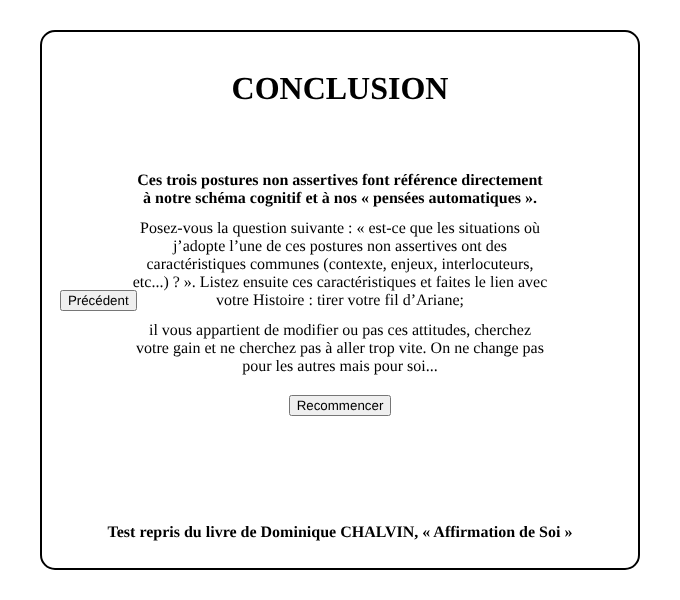 CONCLUSION
Ces trois postures non assertives font référence directement
à notre schéma cognitif et à nos « pensées automatiques ».
Posez-vous la question suivante : « est-ce que les situations où
j’adopte l’une de ces postures non assertives ont des
caractéristiques communes (contexte, enjeux, interlocuteurs,
etc...) ? ». Listez ensuite ces caractéristiques et faites le lien avec
votre Histoire : tirer votre fil d’Ariane;
Précédent
il vous appartient de modifier ou pas ces attitudes, cherchez
votre gain et ne cherchez pas à aller trop vite. On ne change pas
pour les autres mais pour soi...
Recommencer
Test repris du livre de Dominique CHALVIN, « Affirmation de Soi »